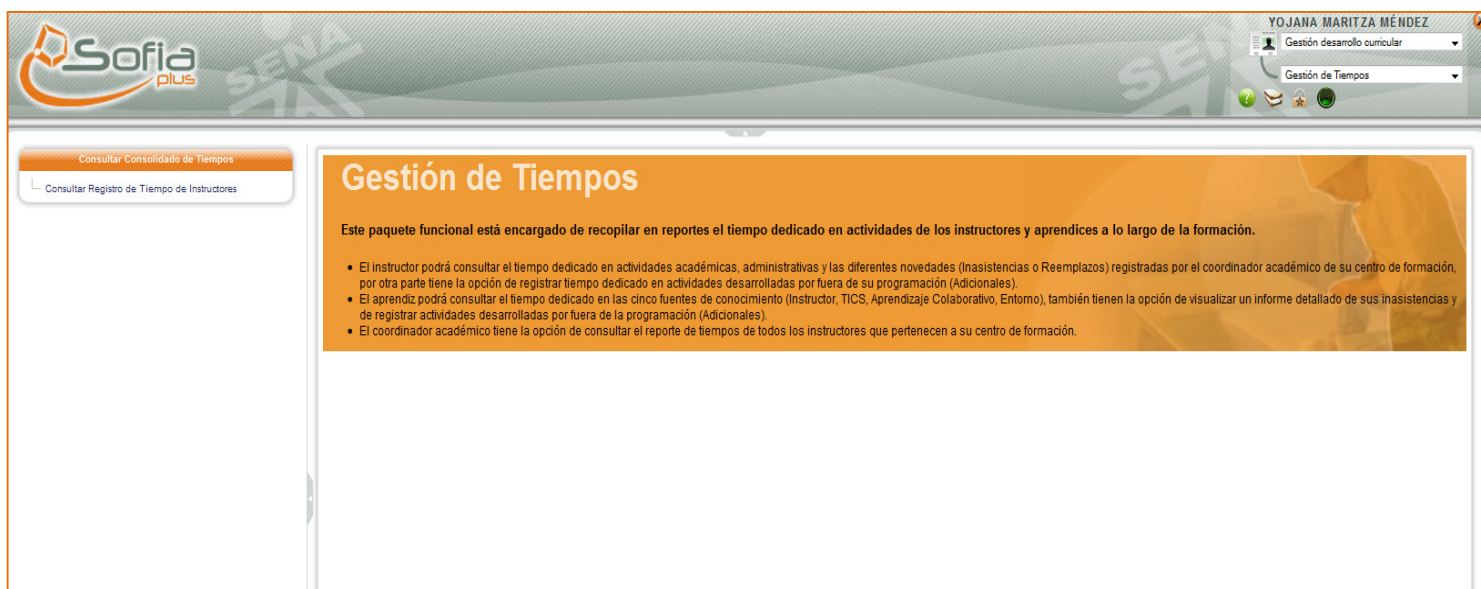 Sofia
plus
SENA
SEN
YOJANA MARITZA MÉNDEZ
Gestión desarrollo curricular
Gestión de Tiempos
Consultar Consolidado de Tiempos
Consultar Registro de Tiempo de Instructores
Gestión de Tiempos
Este paquete funcional está encargado de recopilar en reportes el tiempo dedicado en actividades de los instructores y aprendices a lo largo de la formación.
• El instructor podrá consultar el tiempo dedicado en actividades académicas, administrativas y las diferentes novedades (Inasistencias o Reemplazos) registradas por el coordinador académico de su centro de formación,
por otra parte tiene la opción de registrar tiempo dedicado en actividades desarrolladas por fuera de su programación (Adicionales).
• El aprendiz podrá consultar el tiempo dedicado en las cinco fuentes de conocimiento (Instructor, TICS, Aprendizaje Colaborativo, Entorno), también tienen la opción de visualizar un informe detallado de sus inasistencias y
de registrar actividades desarrolladas por fuera de la programación (Adicionales).
• El coordinador académico tiene la opción de consultar el reporte de tiempos de todos los instructores que pertenecen a su centro de formación.